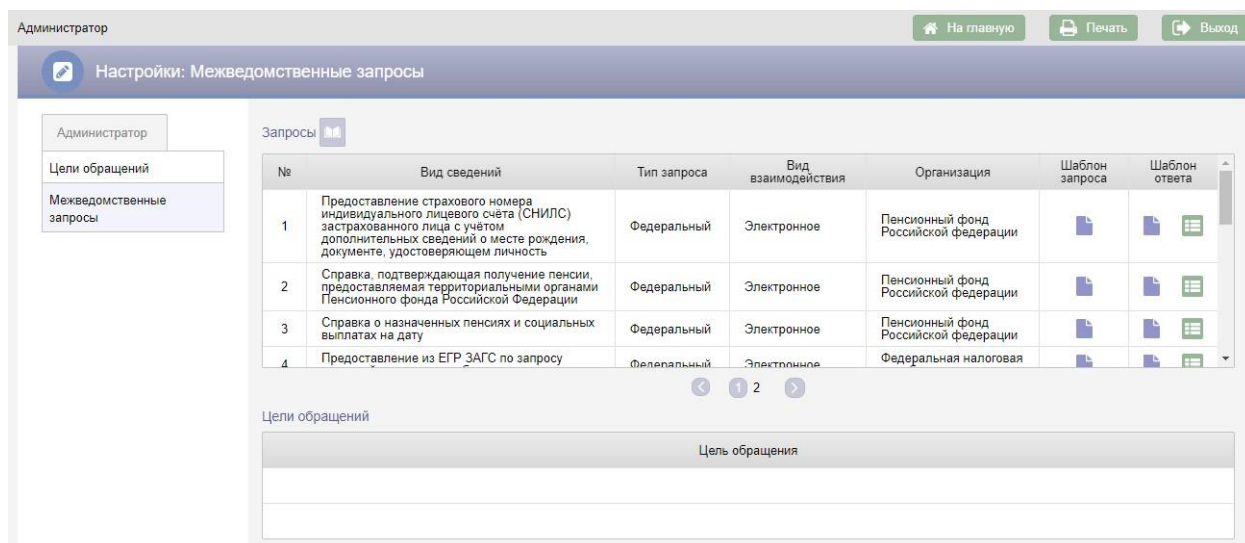 Администратор
На главную
Печать
Выход
Настройки: Межведомственные запросы
Администратор
Цели обращений
Межведомственные
запросы
Запросы
№
Вид сведений
Тип запроса
Вид
взаимодействия
Организация
Шаблон
запроса
Шаблон
ответа
1
Предоставление страхового номера
индивидуального лицевого счёта (СНИЛС)
застрахованного лица с учётом
дополнительных сведений о месте рождения,
документе, удостоверяющем личность
Федеральный
Электронное
Пенсионный фонд
Российской федерации
2
Справка, подтверждающая получение пенсии,
предоставляемая территориальными органами
Пенсионного фонда Российской Федерации
Федеральный
Электронное
Пенсионный фонд
Российской федерации
3
Справка о назначенных пенсиях и социальных
выплатах на дату
Федеральный
Электронное
Пенсионный фонд
Российской федерации
4
Предоставление из ЕГР ЗАГС по запросу
Федеральный
Электронное
Федеральная налоговая
1
2
Цели обращений
Цель обращения